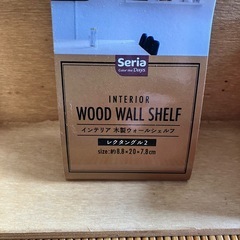 Seria
Color the Days
INTERIOR
WOOD WALL SHELF
インテリア 木製ウォールシェルフ
レクタングル2
size:約8.8×20×7.8cm